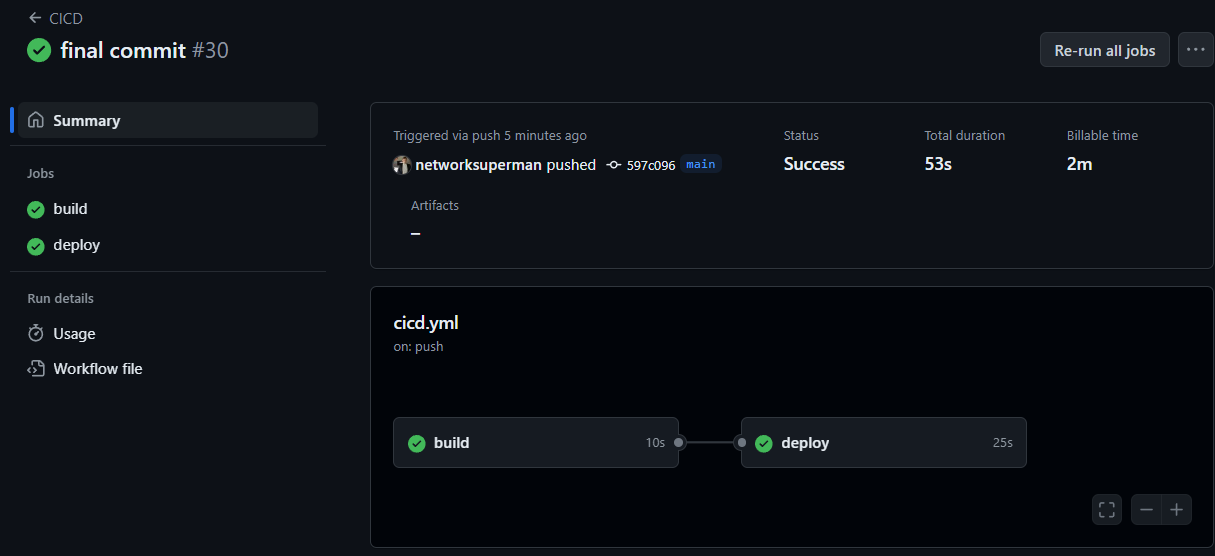 CICD
final commit #30
Re-run all jobs
Summary
Jobs
build
deploy
Run details
Usage
Workflow file
Triggered via push 5 minutes ago
networksuperman pushed 597c096 main
Status
Success
Total duration
53s
Billable time
2m
Artifacts
–
cicd.yml
on: push
build 10s
deploy 25s